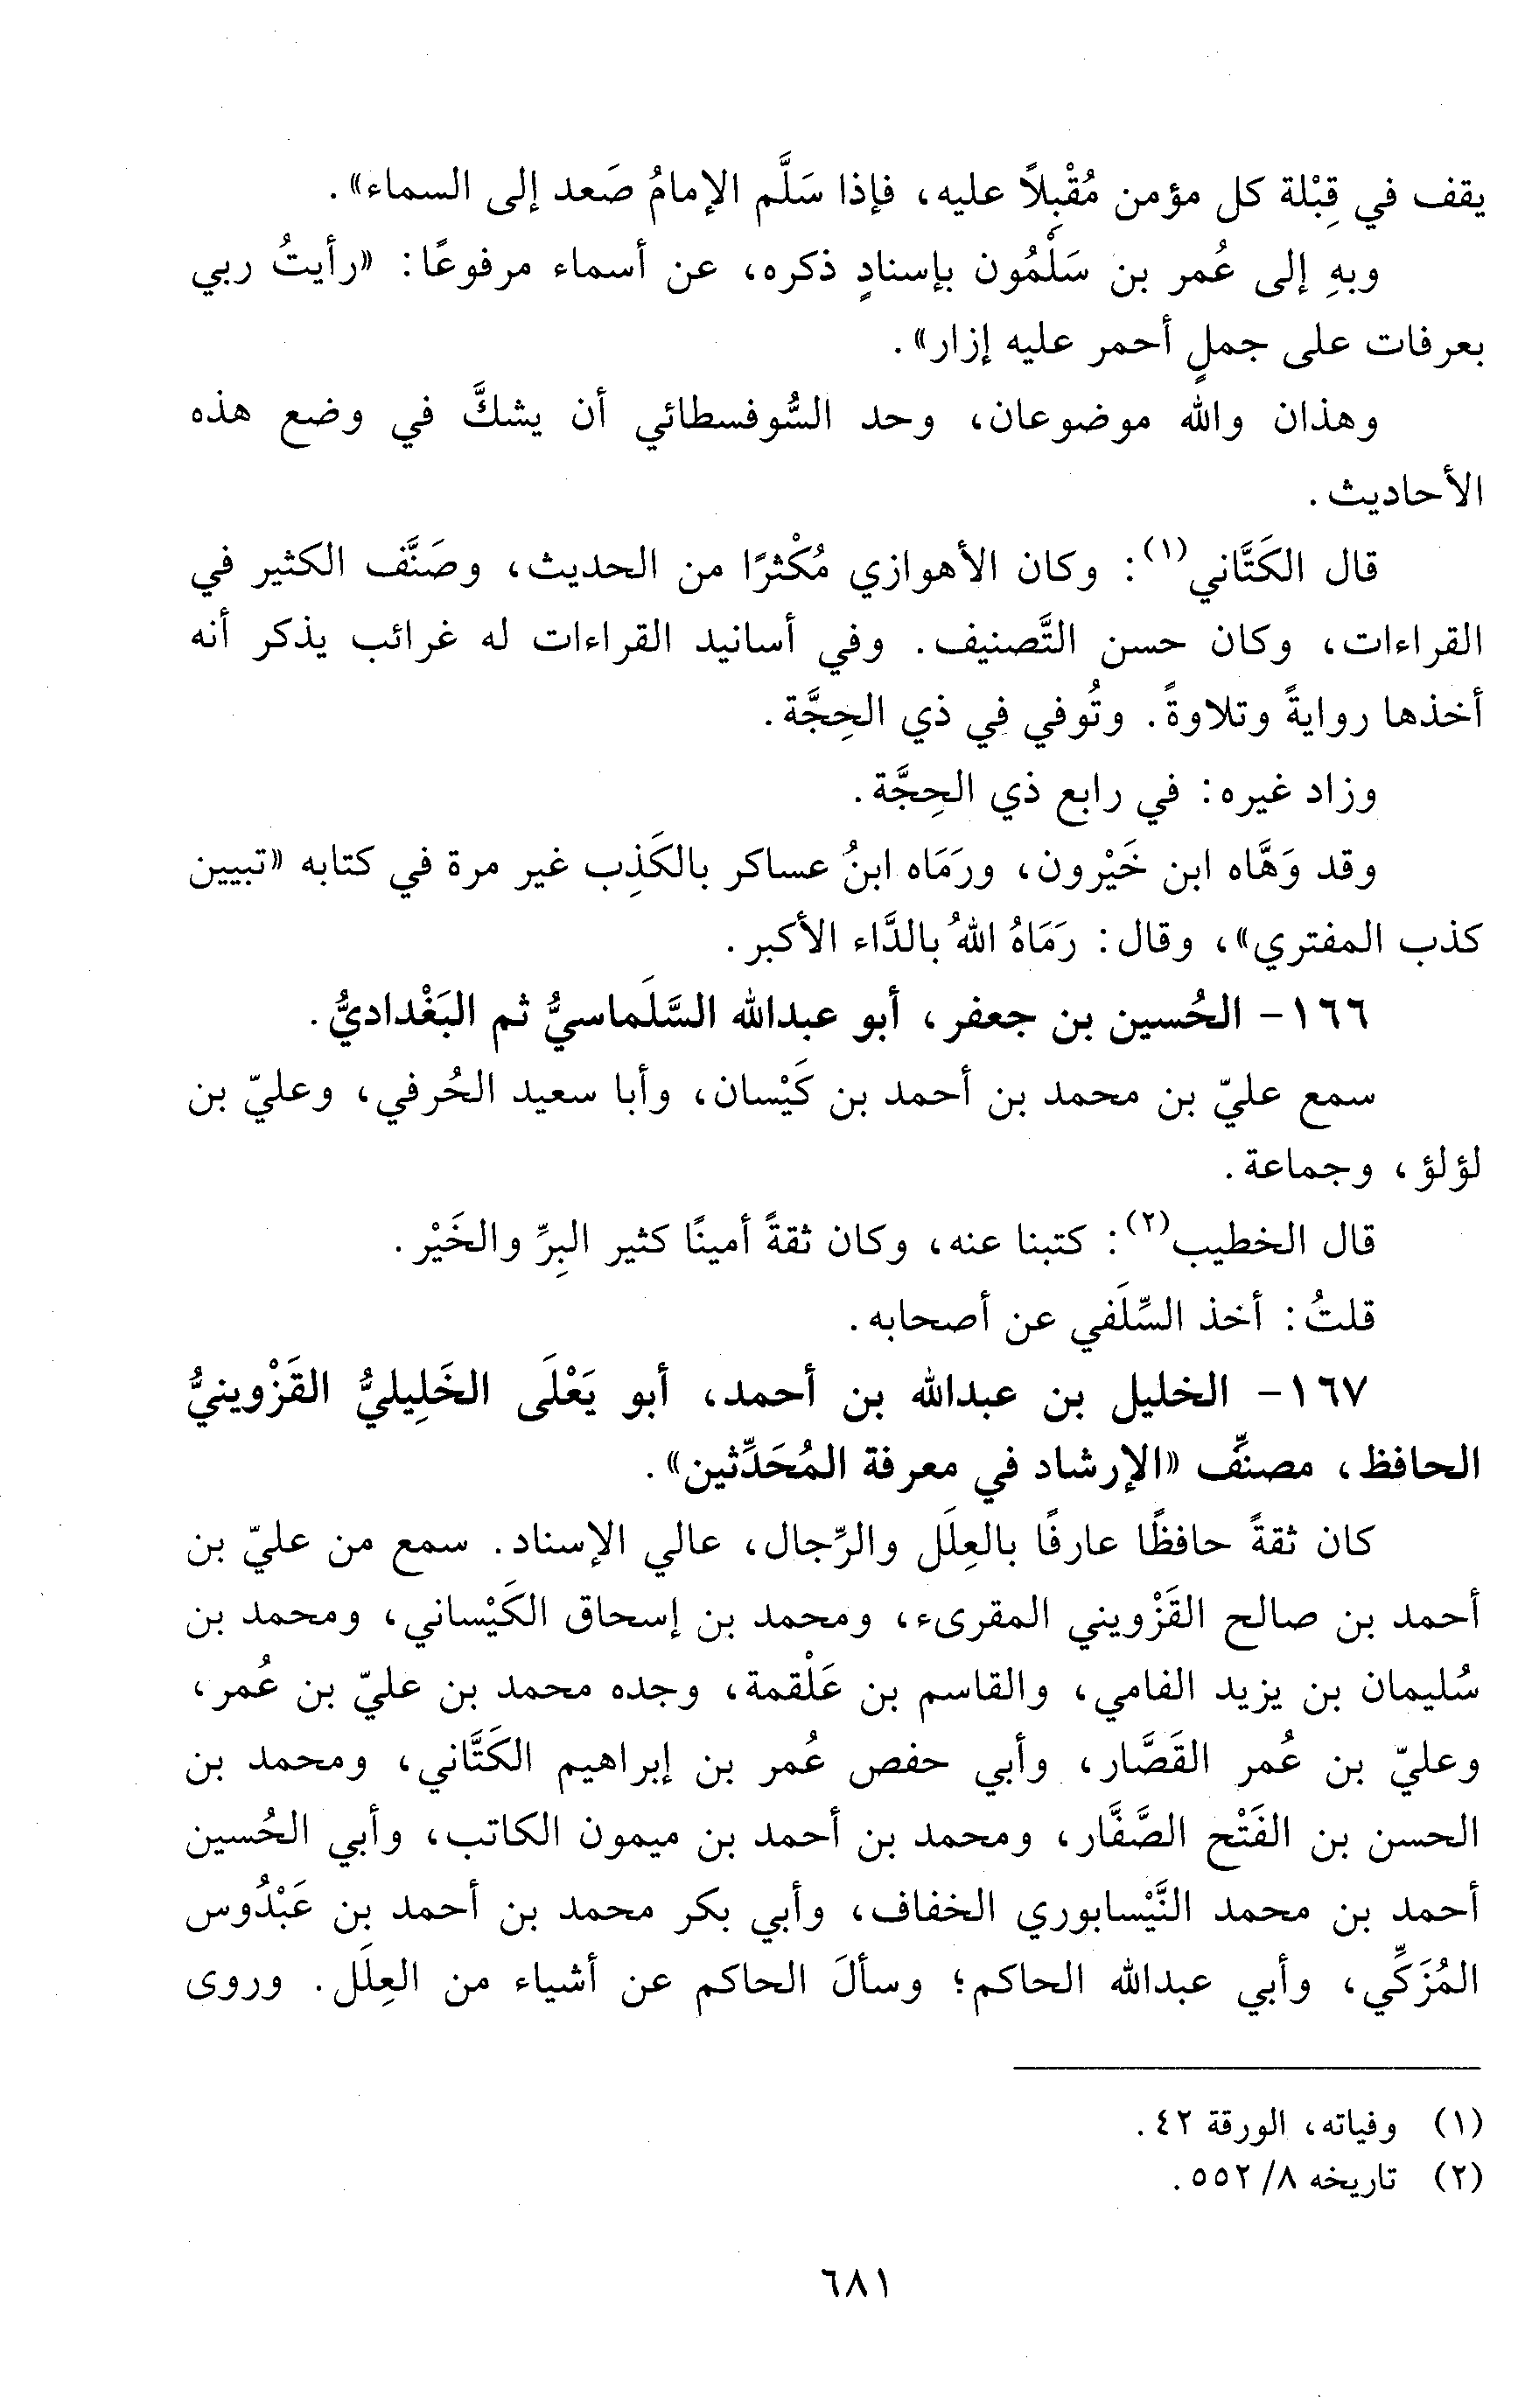 يقف في قِبْلة كل مؤمن مُقْبِلاً عليه، فإذا سَلَّم الإمامُ صَعد إلى السماء».
وبهِ إلى عُمر بن سَلْمُون بإسنادٍ ذكره، عن أسماء مرفوعًا: «رأيتُ ربي
بعرفات على جملٍ أحمر عليه إزار».
وهذان والله موضوعان، وحد السُّوفسطائي أن يشكَّ في وضع هذه
الأحاديث.
قال الكَتَّاني(١): وكان الأهوازي مُكْثرًا من الحديث، وصَنَّف الكثير في
القراءات، وكان حسن التَّصنيف. وفي أسانيد القراءات له غرائب يذكر أنه
أخذها روايةً وتلاوةً. وتُوفي في ذي الحِجَّة.
وزاد غيره: في رابع ذي الحِجَّة.
وقد وَهَّاه ابن خَيْرون، ورَمَاه ابنُ عساكر بالكَذِب غير مرة في كتابه «تبيين
كذب المفتري»، وقال: رَمَاهُ اللهُ بالدَّاء الأكبر.
١٦٦- الحُسين بن جعفر، أبو عبدالله السَّلَماسيُّ ثم البَغْداديُّ.
سمع عليّ بن محمد بن أحمد بن كَيْسان، وأبا سعيد الحُرفي، وعليّ بن
لؤلؤ، وجماعة.
قال الخطيب(٢): كتبنا عنه، وكان ثقةً أمينًا كثير البِرِّ والخَيْر.
قلتُ: أخذ السِّلَفي عن أصحابه.
١٦٧- الخليل بن عبدالله بن أحمد، أبو يَعْلَى الخَلِيليُّ القَزْوينيُّ
الحافظ، مصنِّف «الإرشاد في معرفة المُحَدِّثين».
كان ثقةً حافظًا عارفًا بالعِلَل والرِّجال، عالي الإسناد. سمع من عليّ بن
أحمد بن صالح القَزْويني المقرىء، ومحمد بن إسحاق الكَيْساني، ومحمد بن
سُليمان بن يزيد الفامي، والقاسم بن عَلْقمة، وجده محمد بن عليّ بن عُمر،
وعليّ بن عُمر القَصَّار، وأبي حفص عُمر بن إبراهيم الكَتَّاني، ومحمد بن
الحسن بن الفَتْح الصَّفَّار، ومحمد بن أحمد بن ميمون الكاتب، وأبي الحُسين
أحمد بن محمد النَّيْسابوري الخفاف، وأبي بكر محمد بن أحمد بن عَبْدُوس
المُزَكِّي، وأبي عبدالله الحاكم؛ وسألَ الحاكم عن أشياء من العِلَل. وروى
(١) وفياته، الورقة ٤٢.
(٢) تاريخه ٨/ ٥٥٢.
٦٨١